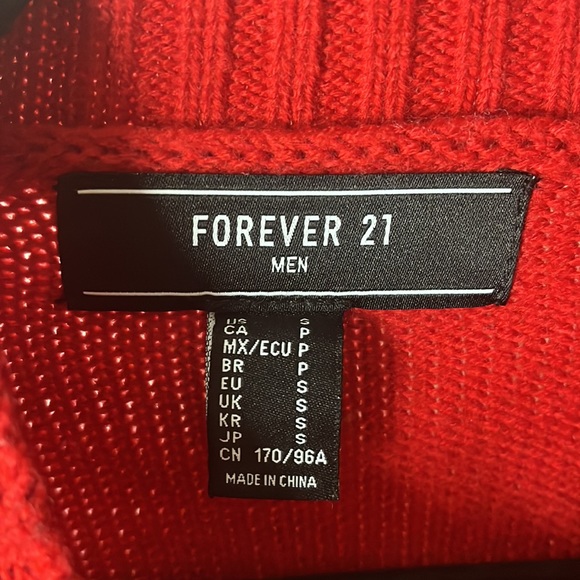 FOREVER 21
MEN
US S
CA P
MX/ECU P
BR P
EU S
UK S
KR S
JP S
CN 170/96A
MADE IN CHINA